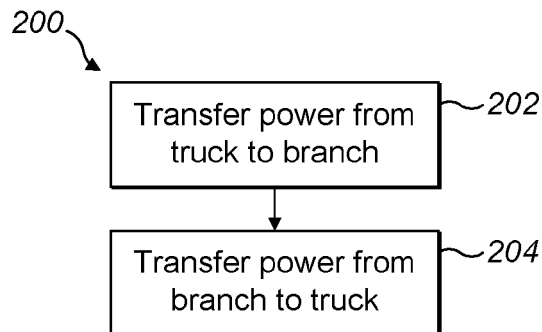 200
Transfer power from
truck to branch
202
Transfer power from
branch to truck
204